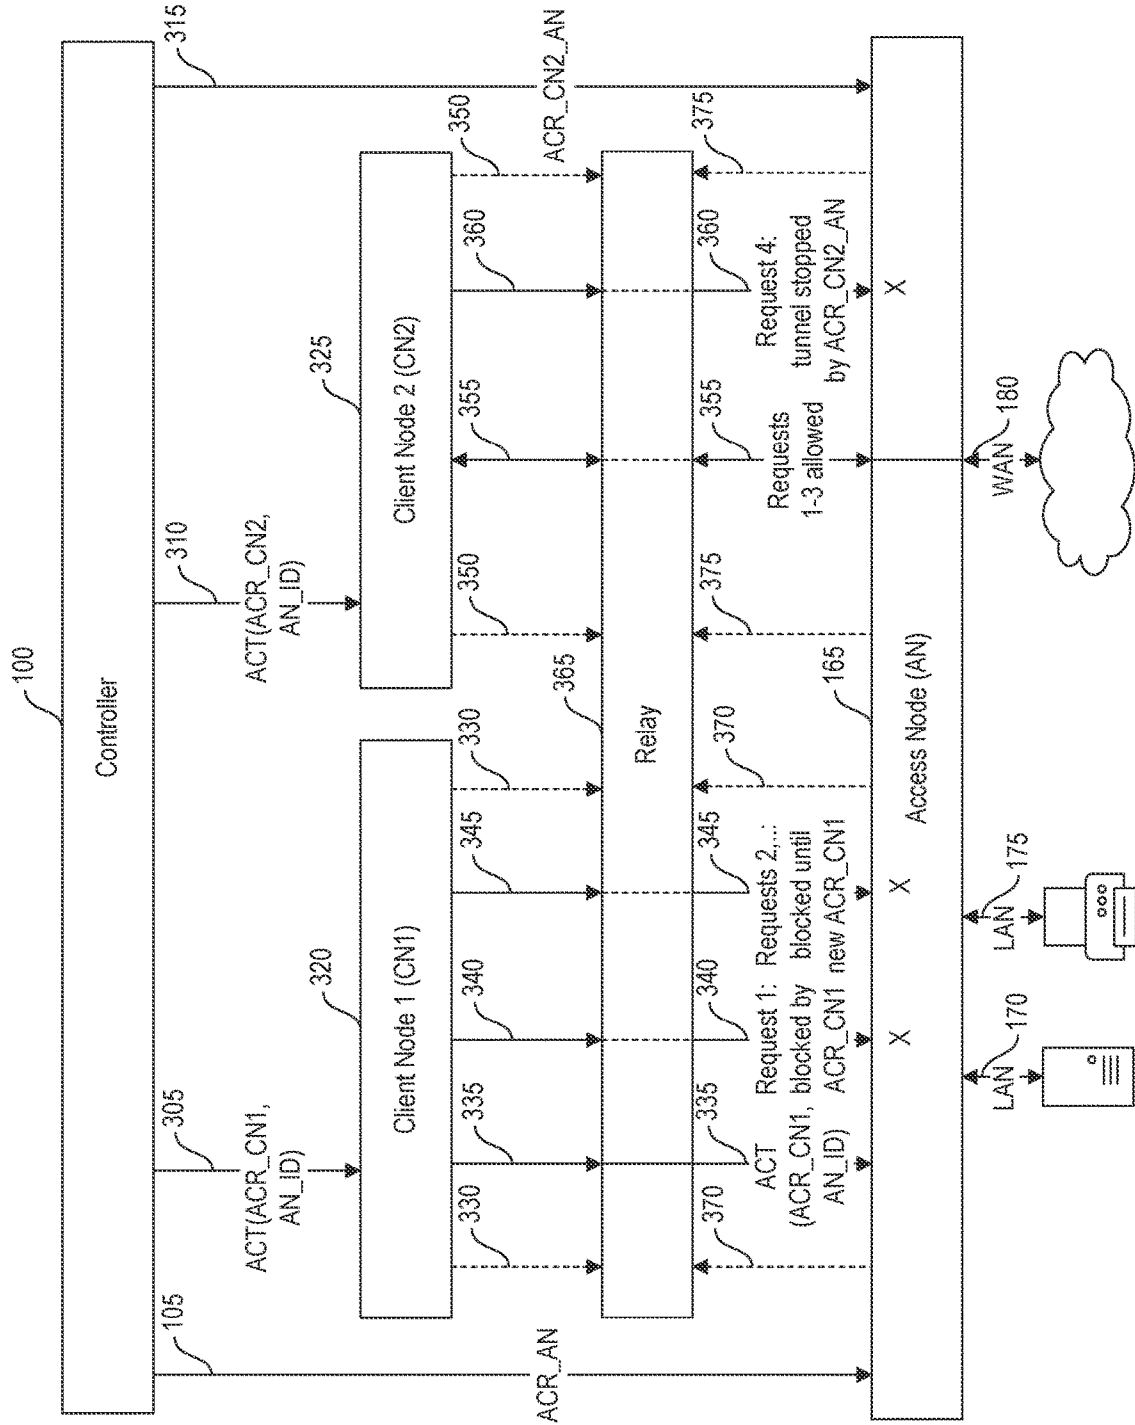 100
Controller
105
305
310
315
ACT(ACR_CN1,
AN_ID)
ACT(ACR_CN2,
AN_ID)
320
325
Client Node 1 (CN1)
Client Node 2 (CN2)
330
335
340
345
330
350
355
360
350
ACR_AN
ACR_CN2_AN
365
Relay
370
335
340
345
370
375
355
360
375
ACT
(ACR_CN1,
AN_ID)
Request 1:
blocked by
ACR_CN1
Requests 2,..:
blocked until
new ACR_CN1
Requests
1-3 allowed
Request 4:
tunnel stopped
by ACR_CN2_AN
165
X
X
X
Access Node (AN)
LAN
170
LAN
175
WAN
180